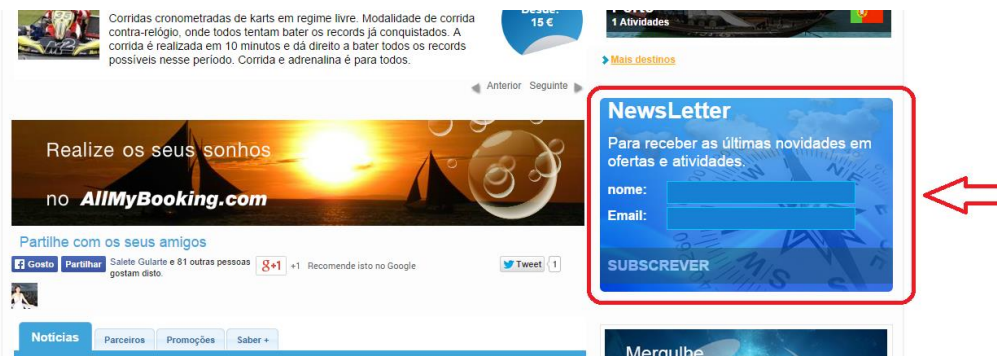 Corridas cronometradas de karts em regime livre. Modalidade de corrida
contra-relógio, onde todos tentam bater os records já conquistados. A
corrida é realizada em 10 minutos e dá direito a bater todos os records
possíveis nesse período. Corrida e adrenalina é para todos.
Desde:
15 €
Anterior Seguinte
Realize os seus sonhos
no AllMyBooking.com
Partilhe com os seus amigos
Gosto Partilhar
Salete Gularte e 81 outras pessoas
gostam disto.
g+1 +1 Recomende isto no Google
Tweet 1
Noticias Parceiros Promoções Saber +
Porto
1 Atividades
Mais destinos
NewsLetter
Para receber as últimas novidades em
ofertas e atividades.
nome:
Email:
SUBSCREVER
Mergulhe